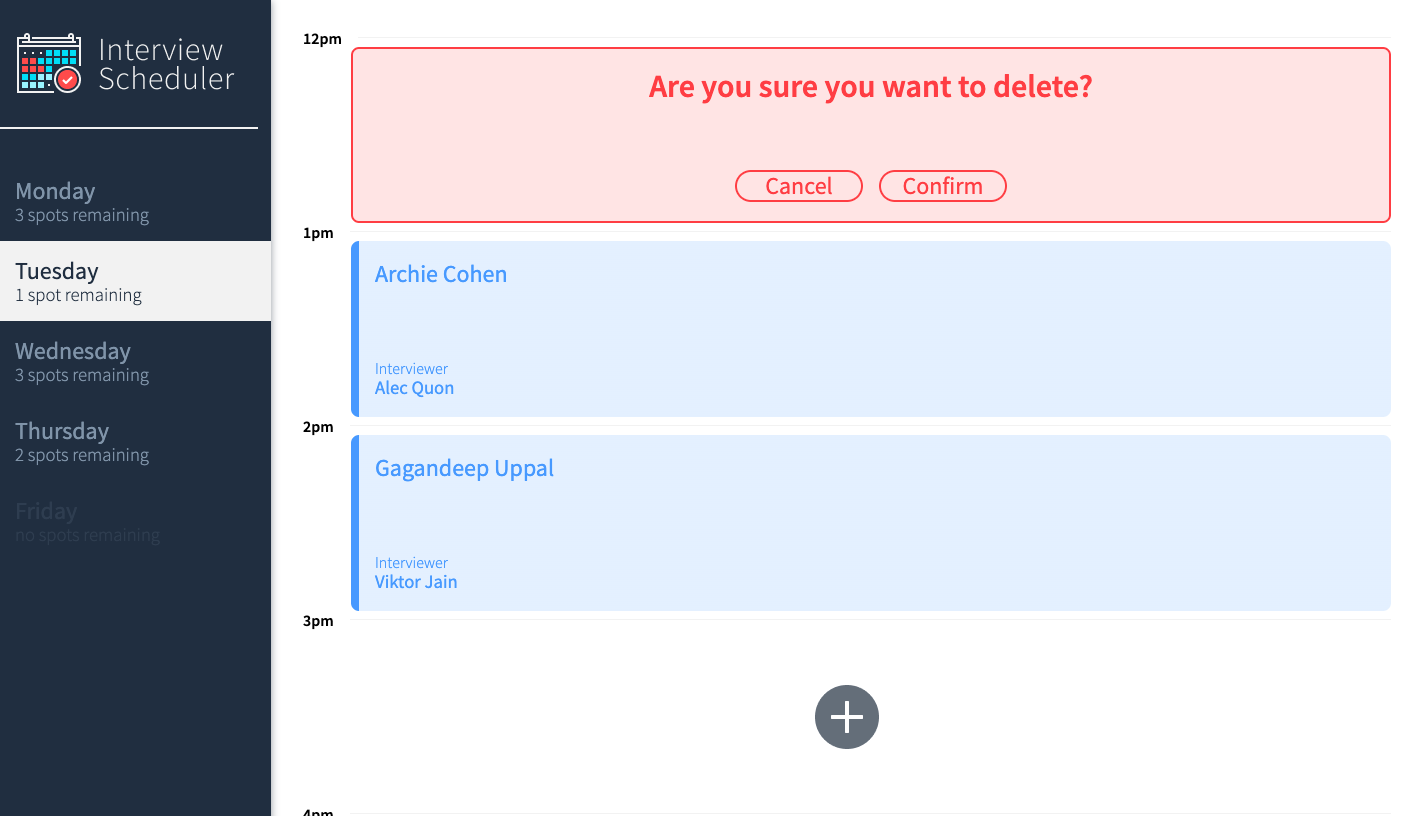 Interview
Scheduler
Monday
3 spots remaining
Tuesday
1 spot remaining
Wednesday
3 spots remaining
Thursday
2 spots remaining
Friday
no spots remaining
12pm
Are you sure you want to delete?
Cancel Confirm
1pm
Archie Cohen
Interviewer
Alec Quon
2pm
Gagandeep Uppal
Interviewer
Viktor Jain
3pm
4pm